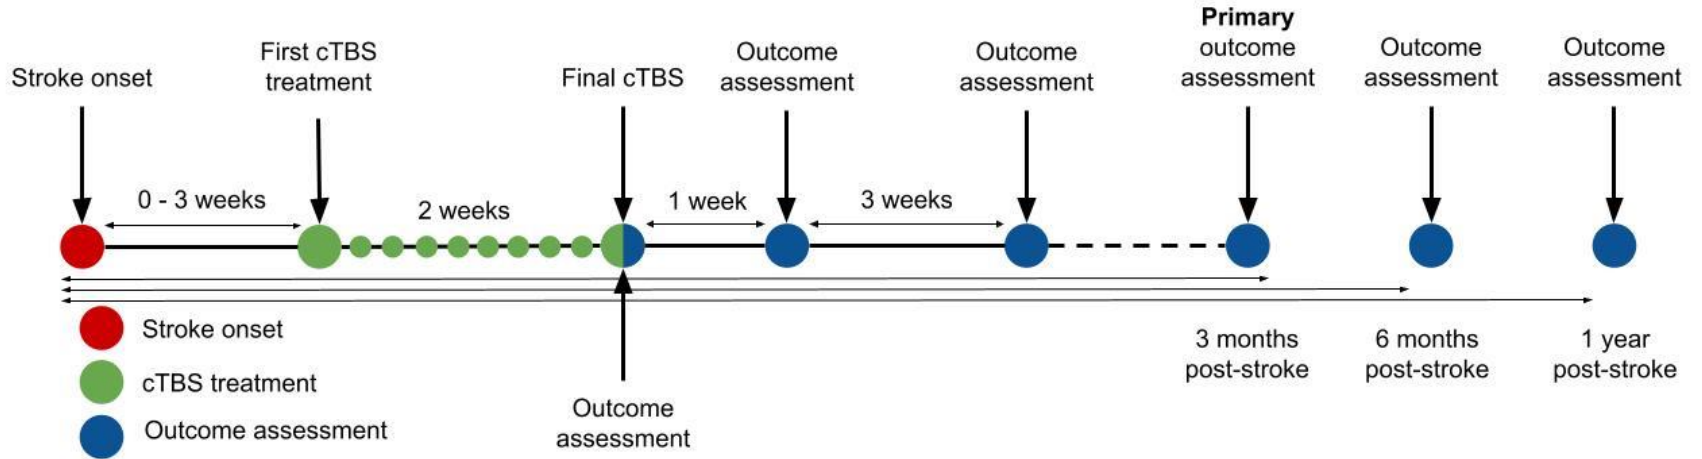 Stroke onset
First cTBS
treatment
Final cTBS
Outcome
assessment
Outcome
assessment
Primary
outcome
assessment
Outcome
assessment
Outcome
assessment
0 - 3 weeks
2 weeks
1 week
3 weeks
Stroke onset
cTBS treatment
Outcome assessment
Outcome
assessment
3 months
post-stroke
6 months
post-stroke
1 year
post-stroke